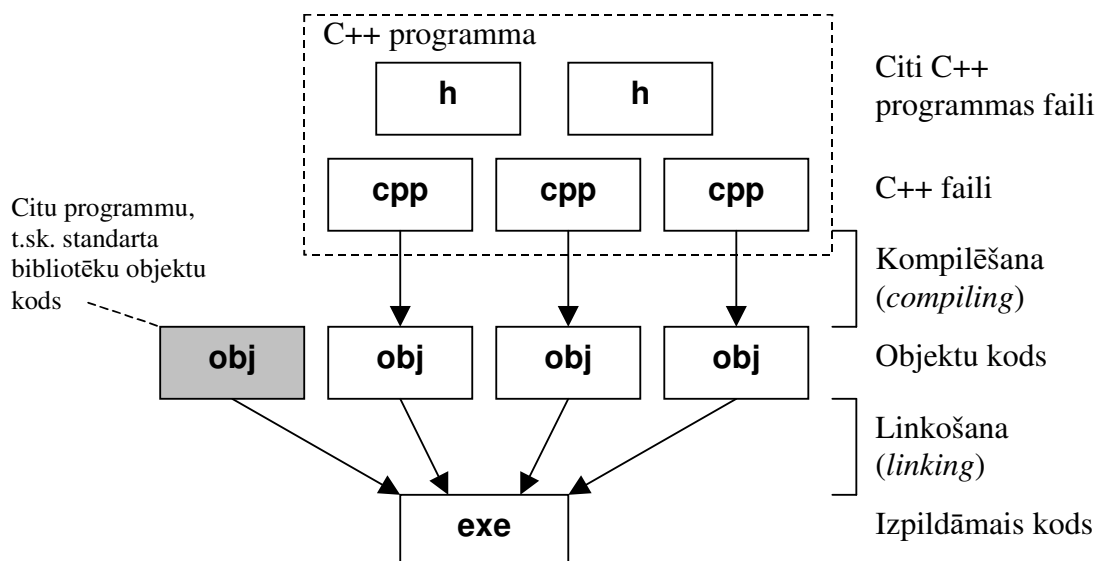 C++ programma
h h
Citi C++
programmas faili
cpp cpp cpp
C++ faili
Citu programmu,
t.sk. standarta
bibliotēku objektu
kods
Kompilēšana
(compiling)
obj obj obj obj
Objektu kods
Linkošana
(linking)
exe
Izpildāmais kods